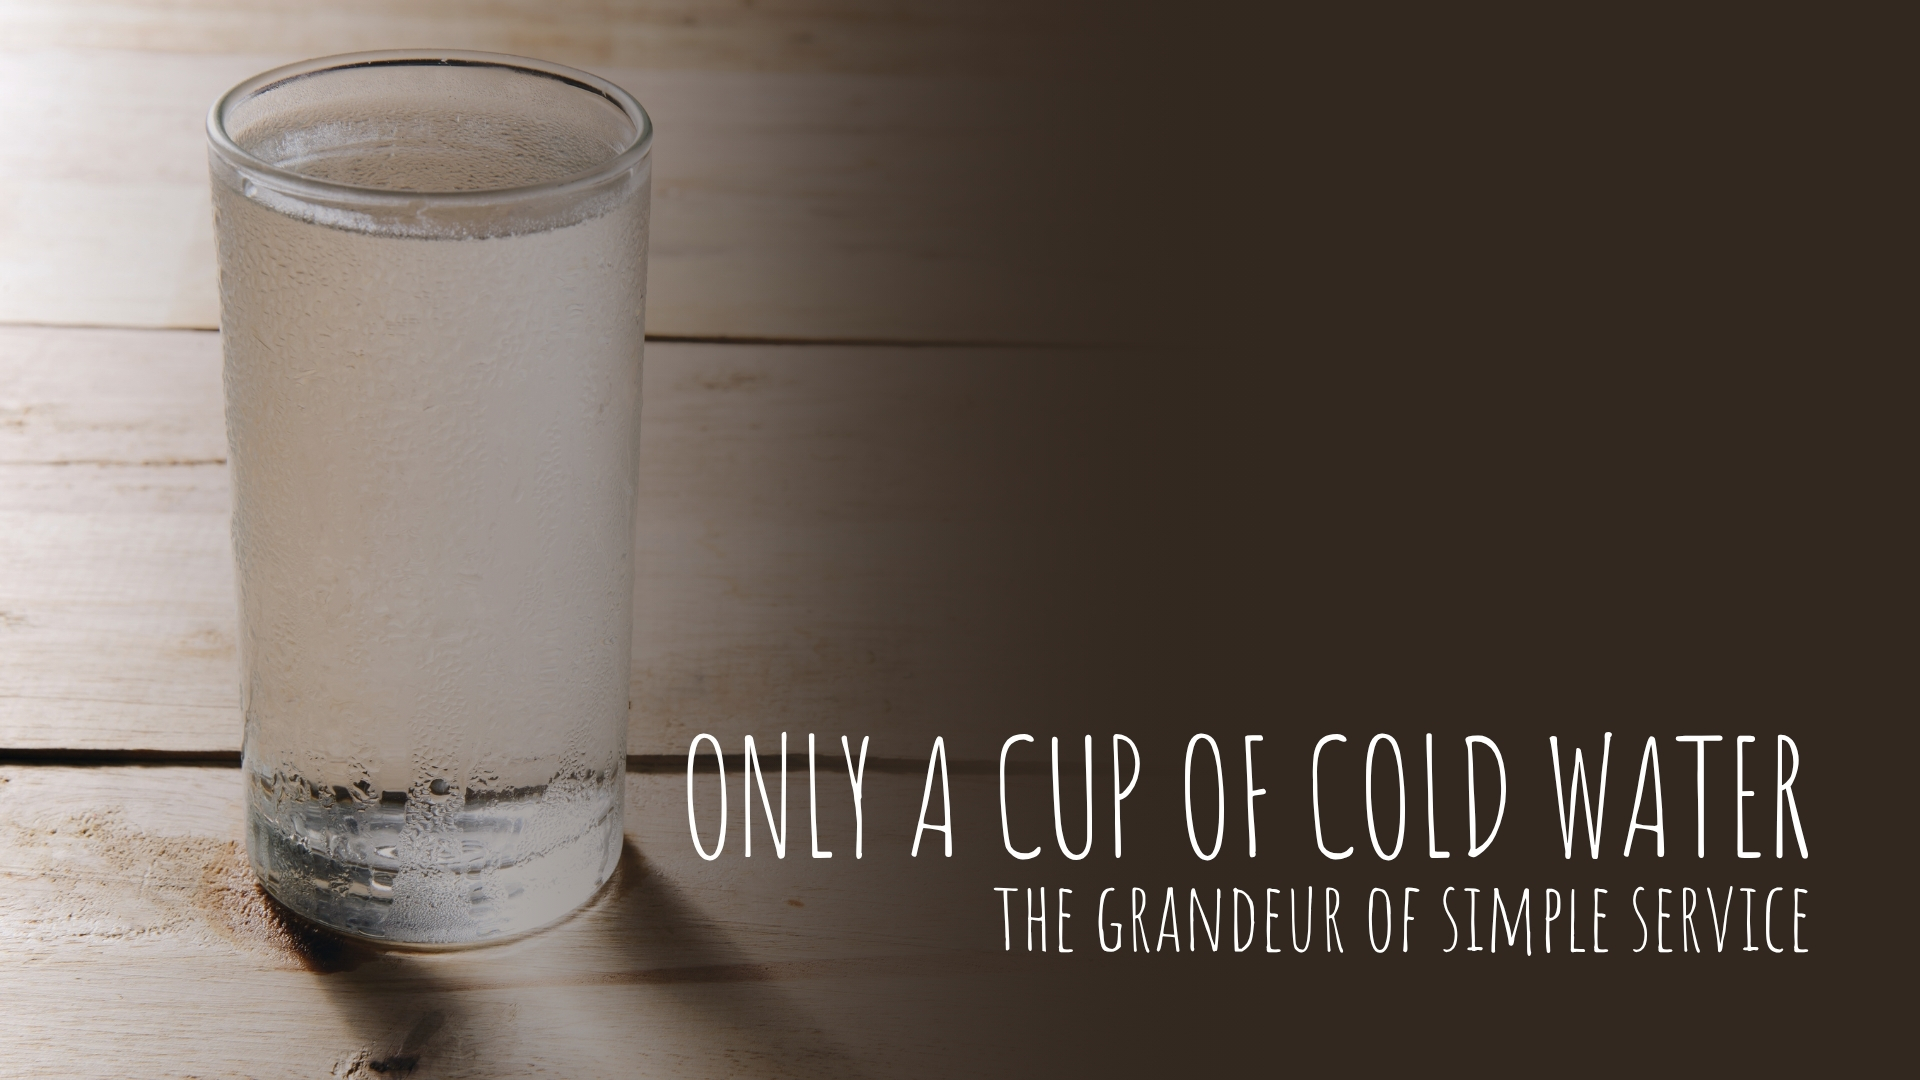 ONLY A CUP OF COLD WATER
THE GRANDEUR OF SIMPLE SERVICE